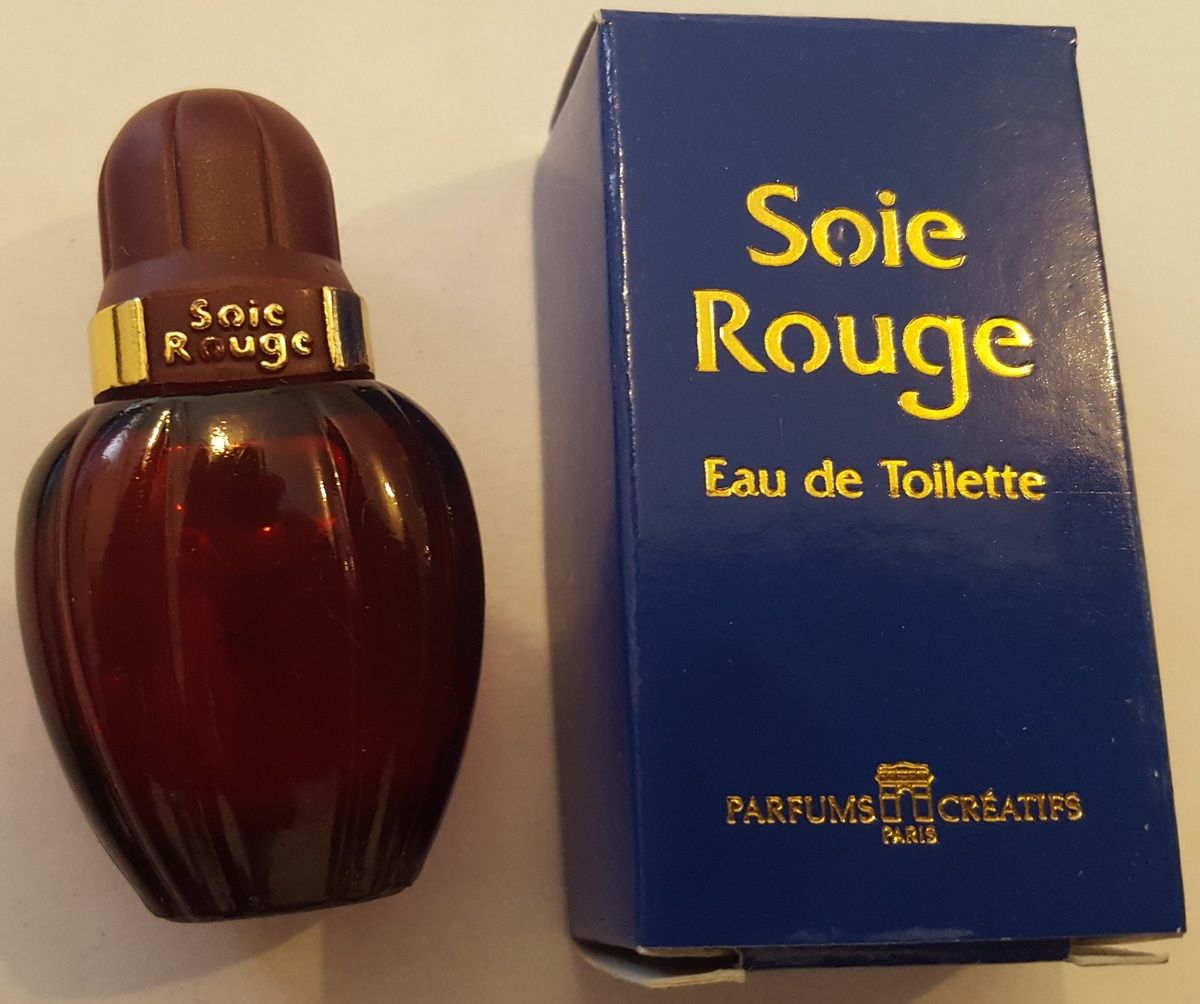 Soie
Rouge
Soie
Rouge
Eau de Toilette
PARFUMS CRÉATIFS
PARIS